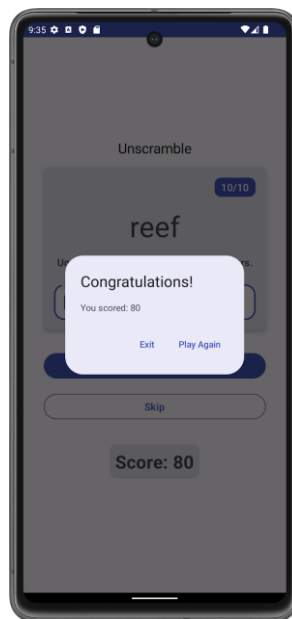 9:35
Unscramble
10/10
reef
Congratulations!
You scored: 80
Exit Play Again
Skip
Score: 80